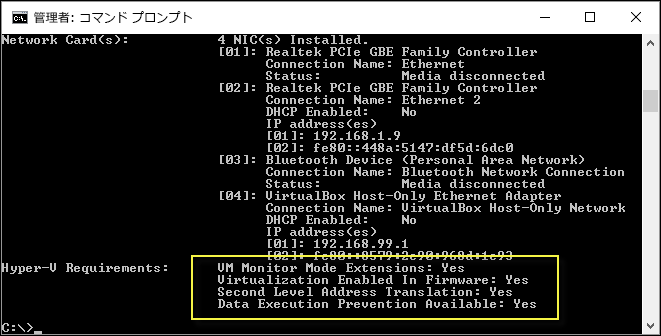 管理者: コマンド プロンプト
Network Card(s): 4 NIC(s) Installed.
[01]: Realtek PCIe GBE Family Controller
Connection Name: Ethernet
Status: Media disconnected
[02]: Realtek PCIe GBE Family Controller
Connection Name: Ethernet 2
DHCP Enabled: No
IP address(es)
[01]: 192.168.1.9
[02]: fe80::448a:5147:df5d:6dc0
[03]: Bluetooth Device (Personal Area Network)
Connection Name: Bluetooth Network Connection
Status: Media disconnected
[04]: VirtualBox Host-Only Ethernet Adapter
Connection Name: VirtualBox Host-Only Network
DHCP Enabled: No
IP address(es)
[01]: 192.168.99.1
[02]:
Hyper-V Requirements: VM Monitor Mode Extensions: Yes
Virtualization Enabled In Firmware: Yes
Second Level Address Translation: Yes
Data Execution Prevention Available: Yes
C:\>